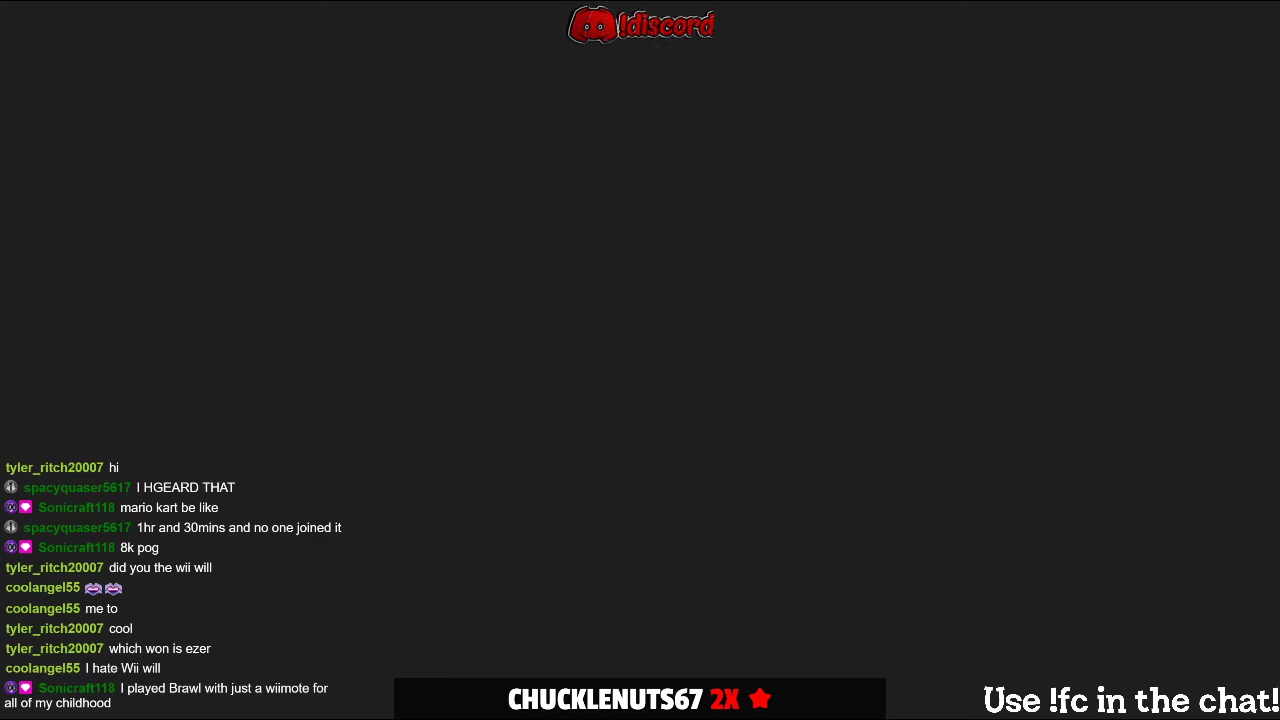 !discord
tyler_ritch20007 hi
spacyquaser5617 I HGEARD THAT
Sonicraft118 mario kart be like
spacyquaser5617 1hr and 30mins and no one joined it
Sonicraft118 8k pog
tyler_ritch20007 did you the wii will
coolangel55
coolangel55 me to
tyler_ritch20007 cool
tyler_ritch20007 which won is ezer
coolangel55 I hate Wii will
Sonicraft118 I played Brawl with just a wiimote for
all of my childhood
CHUCKLENUTS67 2X
Use !fc in the chat!